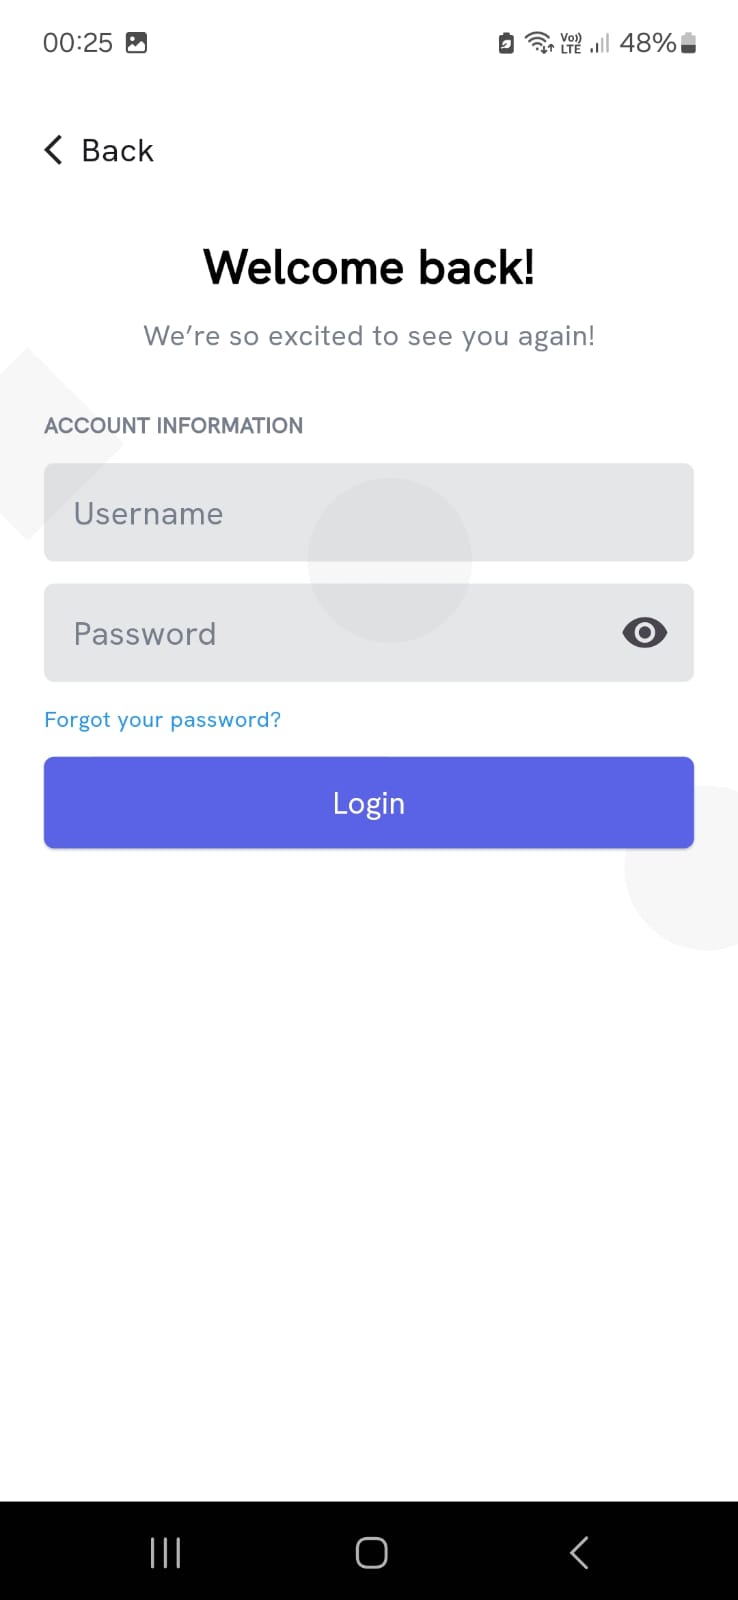 00:25 Vo)) LTE 48%
Back
Welcome back!
We’re so excited to see you again!
ACCOUNT INFORMATION
Username
Password
Forgot your password?
Login